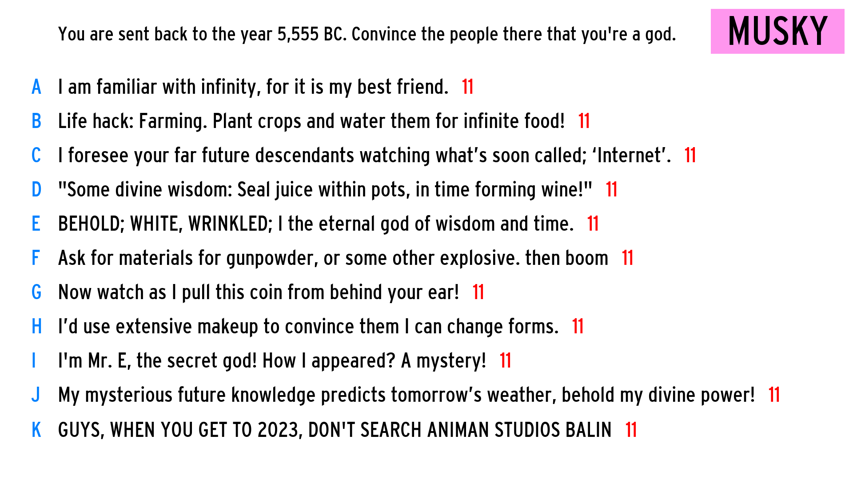 You are sent back to the year 5,555 BC. Convince the people there that you're a god.
MUSKY
A I am familiar with infinity, for it is my best friend. 11
B Life hack: Farming. Plant crops and water them for infinite food! 11
C I foresee your far future descendants watching what’s soon called; ‘Internet’. 11
D "Some divine wisdom: Seal juice within pots, in time forming wine!" 11
E BEHOLD; WHITE, WRINKLED; I the eternal god of wisdom and time. 11
F Ask for materials for gunpowder, or some other explosive. then boom 11
G Now watch as I pull this coin from behind your ear! 11
H I’d use extensive makeup to convince them I can change forms. 11
I I'm Mr. E, the secret god! How I appeared? A mystery! 11
J My mysterious future knowledge predicts tomorrow’s weather, behold my divine power! 11
K GUYS, WHEN YOU GET TO 2023, DON'T SEARCH ANIMAN STUDIOS BALIN 11